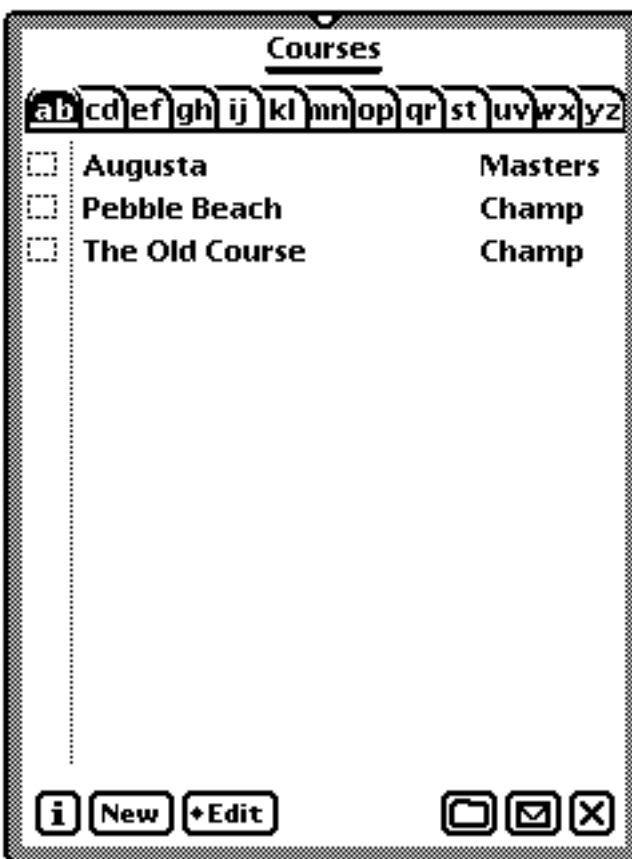 Courses
ab cd ef gh ij kl mn op qr st uv wx yz
Augusta Masters
Pebble Beach Champ
The Old Course Champ
i New Edit